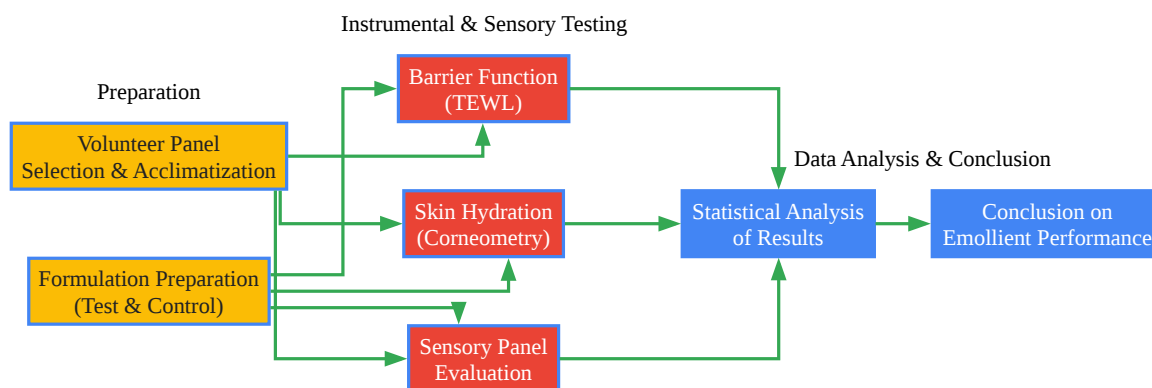 Instrumental & Sensory Testing
Barrier Function
(TEWL)
Preparation
Volunteer Panel
Selection & Acclimatization
Data Analysis & Conclusion
Skin Hydration
(Corneometry)
Statistical Analysis
of Results
Conclusion on
Emollient Performance
Formulation Preparation
(Test & Control)
Sensory Panel
Evaluation